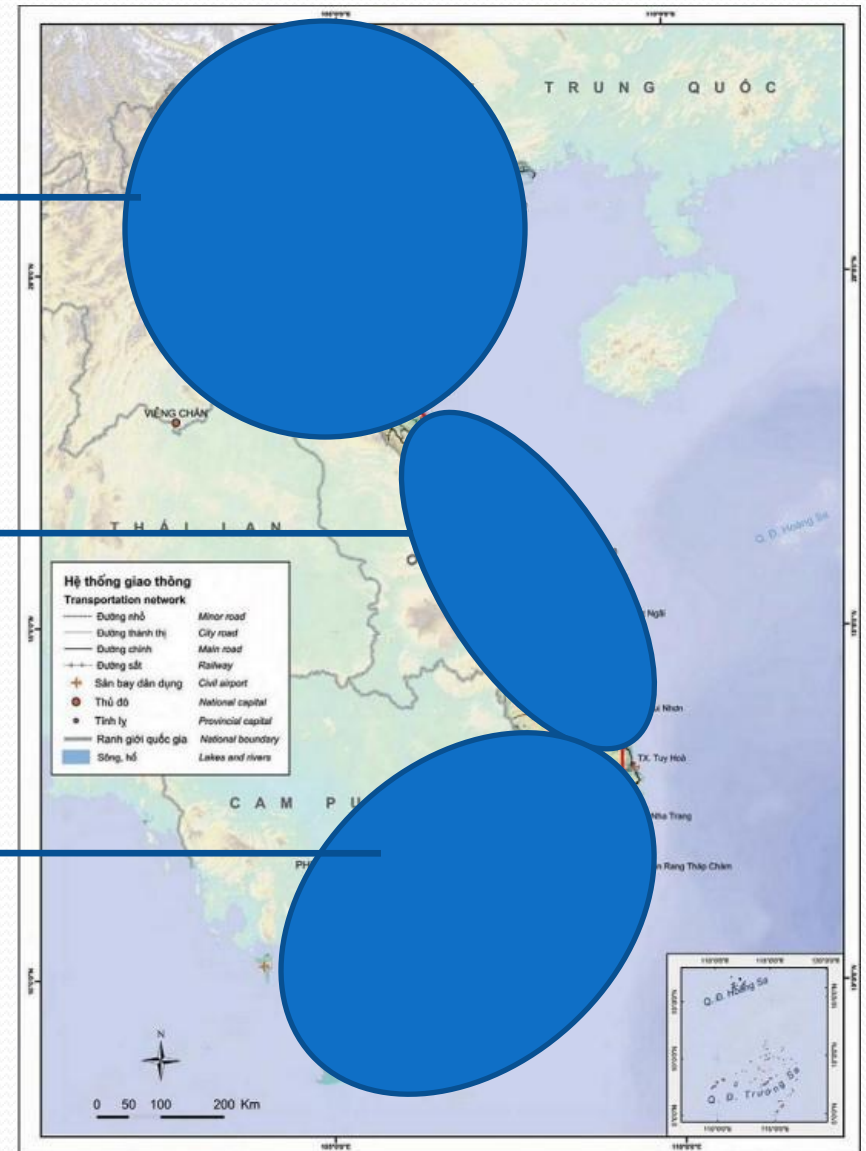 TRUNG QUỐC
VIÊNG CHĂN
THÁI LAN
Q. Đ. Hoàng Sa
Ngãi
Nhơn
TX. Tuy Hoà
Nha Trang
Rang Tháp Chàm
CAM PU
PH
Hệ thống giao thông
Transportation network
Đường nhỏ Minor road
Đường thành thị City road
Đường chính Main road
Đường sắt Railway
Sân bay dân dụng Civil airport
Thủ đô National capital
Tỉnh lỵ Provincial capital
Ranh giới quốc gia National boundary
Sông, hồ Lakes and rivers
N
0 50 100 200 Km
Q. Đ. Hoàng Sa
Q. Đ. Trường Sa